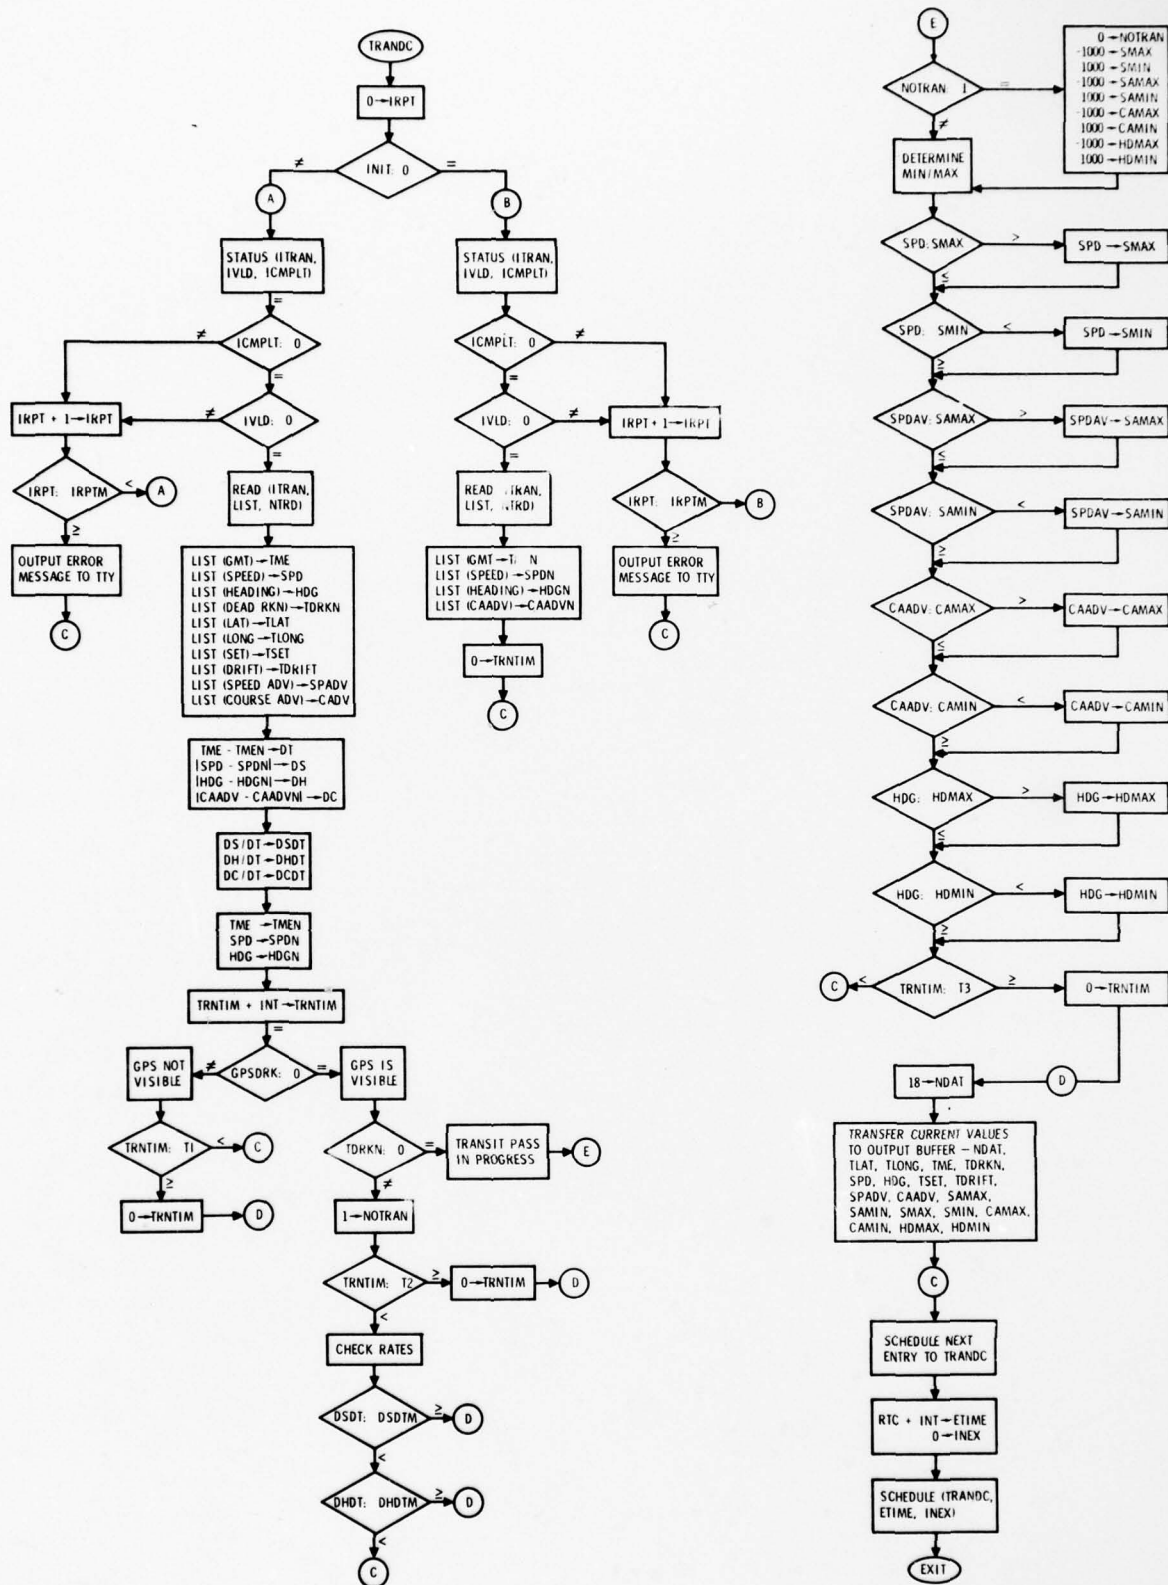 TRANDC
0→IRPT
INIT: 0
≠
=
A
B
STATUS (ITRAN,
IVLD, ICMPLT)
=
ICMPLT: 0
≠
=
IRPT + 1→IRPT
≠
IVLD: 0
=
IRPT: IRPTM
<
A
≥
READ (ITRAN,
LIST, NTRD)
OUTPUT ERROR
MESSAGE TO TTY
C
LIST (GMT)→TME
LIST (SPEED)→SPD
LIST (HEADING)→HDG
LIST (DEAD RKN)→TDRKN
LIST (LAT)→TLAT
LIST (LONG→TLONG
LIST (SET)→TSET
LIST (DRIFT)→TDRIFT
LIST (SPEED ADV)→SPADV
LIST (COURSE ADV)→CADV
TME - TMEN→DT
|SPD - SPDN|→DS
|HDG - HDGN|→DH
|CAADV - CAADVN|→DC
DS/DT→DSDT
DH/DT→DHDT
DC/DT→DCDT
TME →TMEN
SPD→SPDN
HDG→HDGN
TRNTIM + INT→TRNTIM
=
GPS NOT
VISIBLE
≠
GPSDRK: 0
=
GPS IS
VISIBLE
TRNTIM: T1
<
C
≥
0→TRNTIM
D
TDRKN: 0
=
TRANSIT PASS
IN PROGRESS
E
≠
1→NOTRAN
TRNTIM: T2
≥
0→TRNTIM
D
<
CHECK RATES
DSDT: DSDTM
≥
D
<
DHDT: DHDTM
≥
D
<
C
STATUS (ITRAN,
IVLD, ICMPLT)
ICMPLT: 0
≠
=
IVLD: 0
≠
IRPT + 1→IRPT
=
READ
LIST,
IRPT: IRPTM
B
≥
LIST (GMT→
LIST (SPEED)→SPDN
LIST (HEADING)→HDGN
LIST (CAADV)→CAADVN
OUTPUT ERROR
MESSAGE TO TTY
C
0→TRNTIM
C
E
NOTRAN: 1
=
≠
0→NOTRAN
-1000→SMAX
1000→SMIN
-1000→SAMAX
1000→SAMIN
-1000→CAMAX
1000→CAMIN
-1000→HDMAX
1000→HDMIN
DETERMINE
MIN/MAX
SPD: SMAX
>
SPD→SMAX
≤
SPD: SMIN
<
SPD→SMIN
≥
SPDAV: SAMAX
>
SPDAV→SAMAX
≤
SPDAV: SAMIN
<
SPDAV→SAMIN
≥
CAADV: CAMAX
>
CAADV→CAMAX
≤
CAADV: CAMIN
<
CAADV→CAMIN
≥
HDG: HDMAX
>
HDG→HDMAX
≤
HDG: HDMIN
<
HDG→HDMIN
≥
C
<
TRNTIM: T3
≥
0→TRNTIM
18→NDAT
D
TRANSFER CURRENT VALUES
TO OUTPUT BUFFER – NDAT,
TLAT, TLONG, TME, TDRKN,
SPD, HDG, TSET, TDRIFT,
SPADV, CAADV, SAMAX,
SAMIN, SMAX, SMIN, CAMAX,
CAMIN, HDMAX, HDMIN
C
SCHEDULE NEXT
ENTRY TO TRANDC
RTC + INT→ETIME
0→INEX
SCHEDULE (TRANDC,
ETIME, INEX)
EXIT